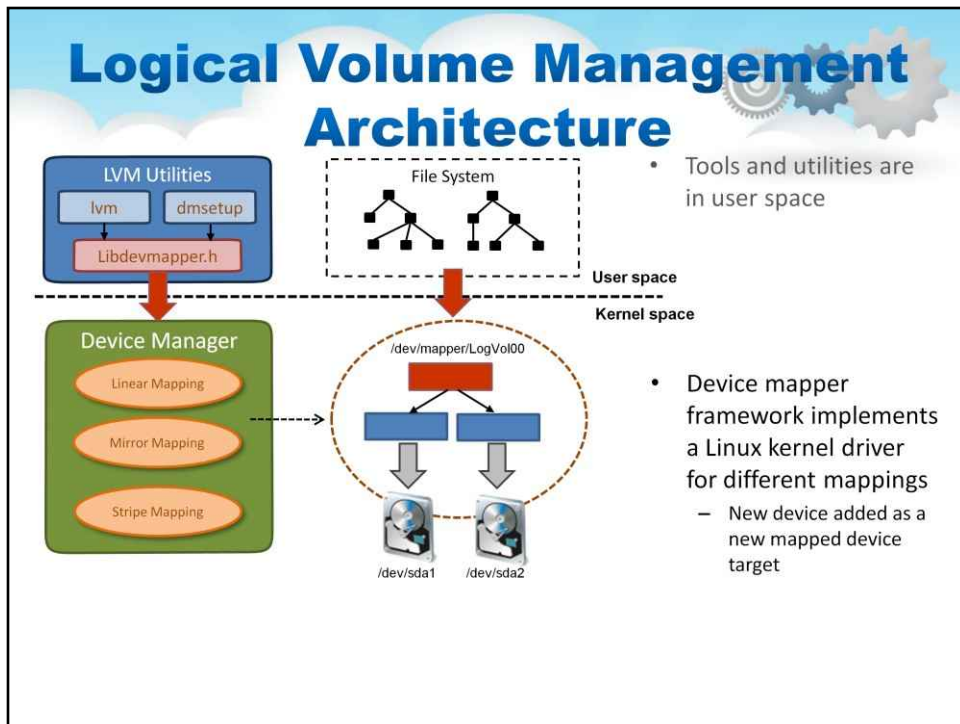 Logical Volume Management
Architecture
LVM Utilities
lvm
dmsetup
Libdevmapper.h
File System
• Tools and utilities are
in user space
User space
Kernel space
Device Manager
Linear Mapping
Mirror Mapping
Stripe Mapping
/dev/mapper/LogVol00
/dev/sda1
/dev/sda2
• Device mapper
framework implements
a Linux kernel driver
for different mappings
– New device added as a
new mapped device
target